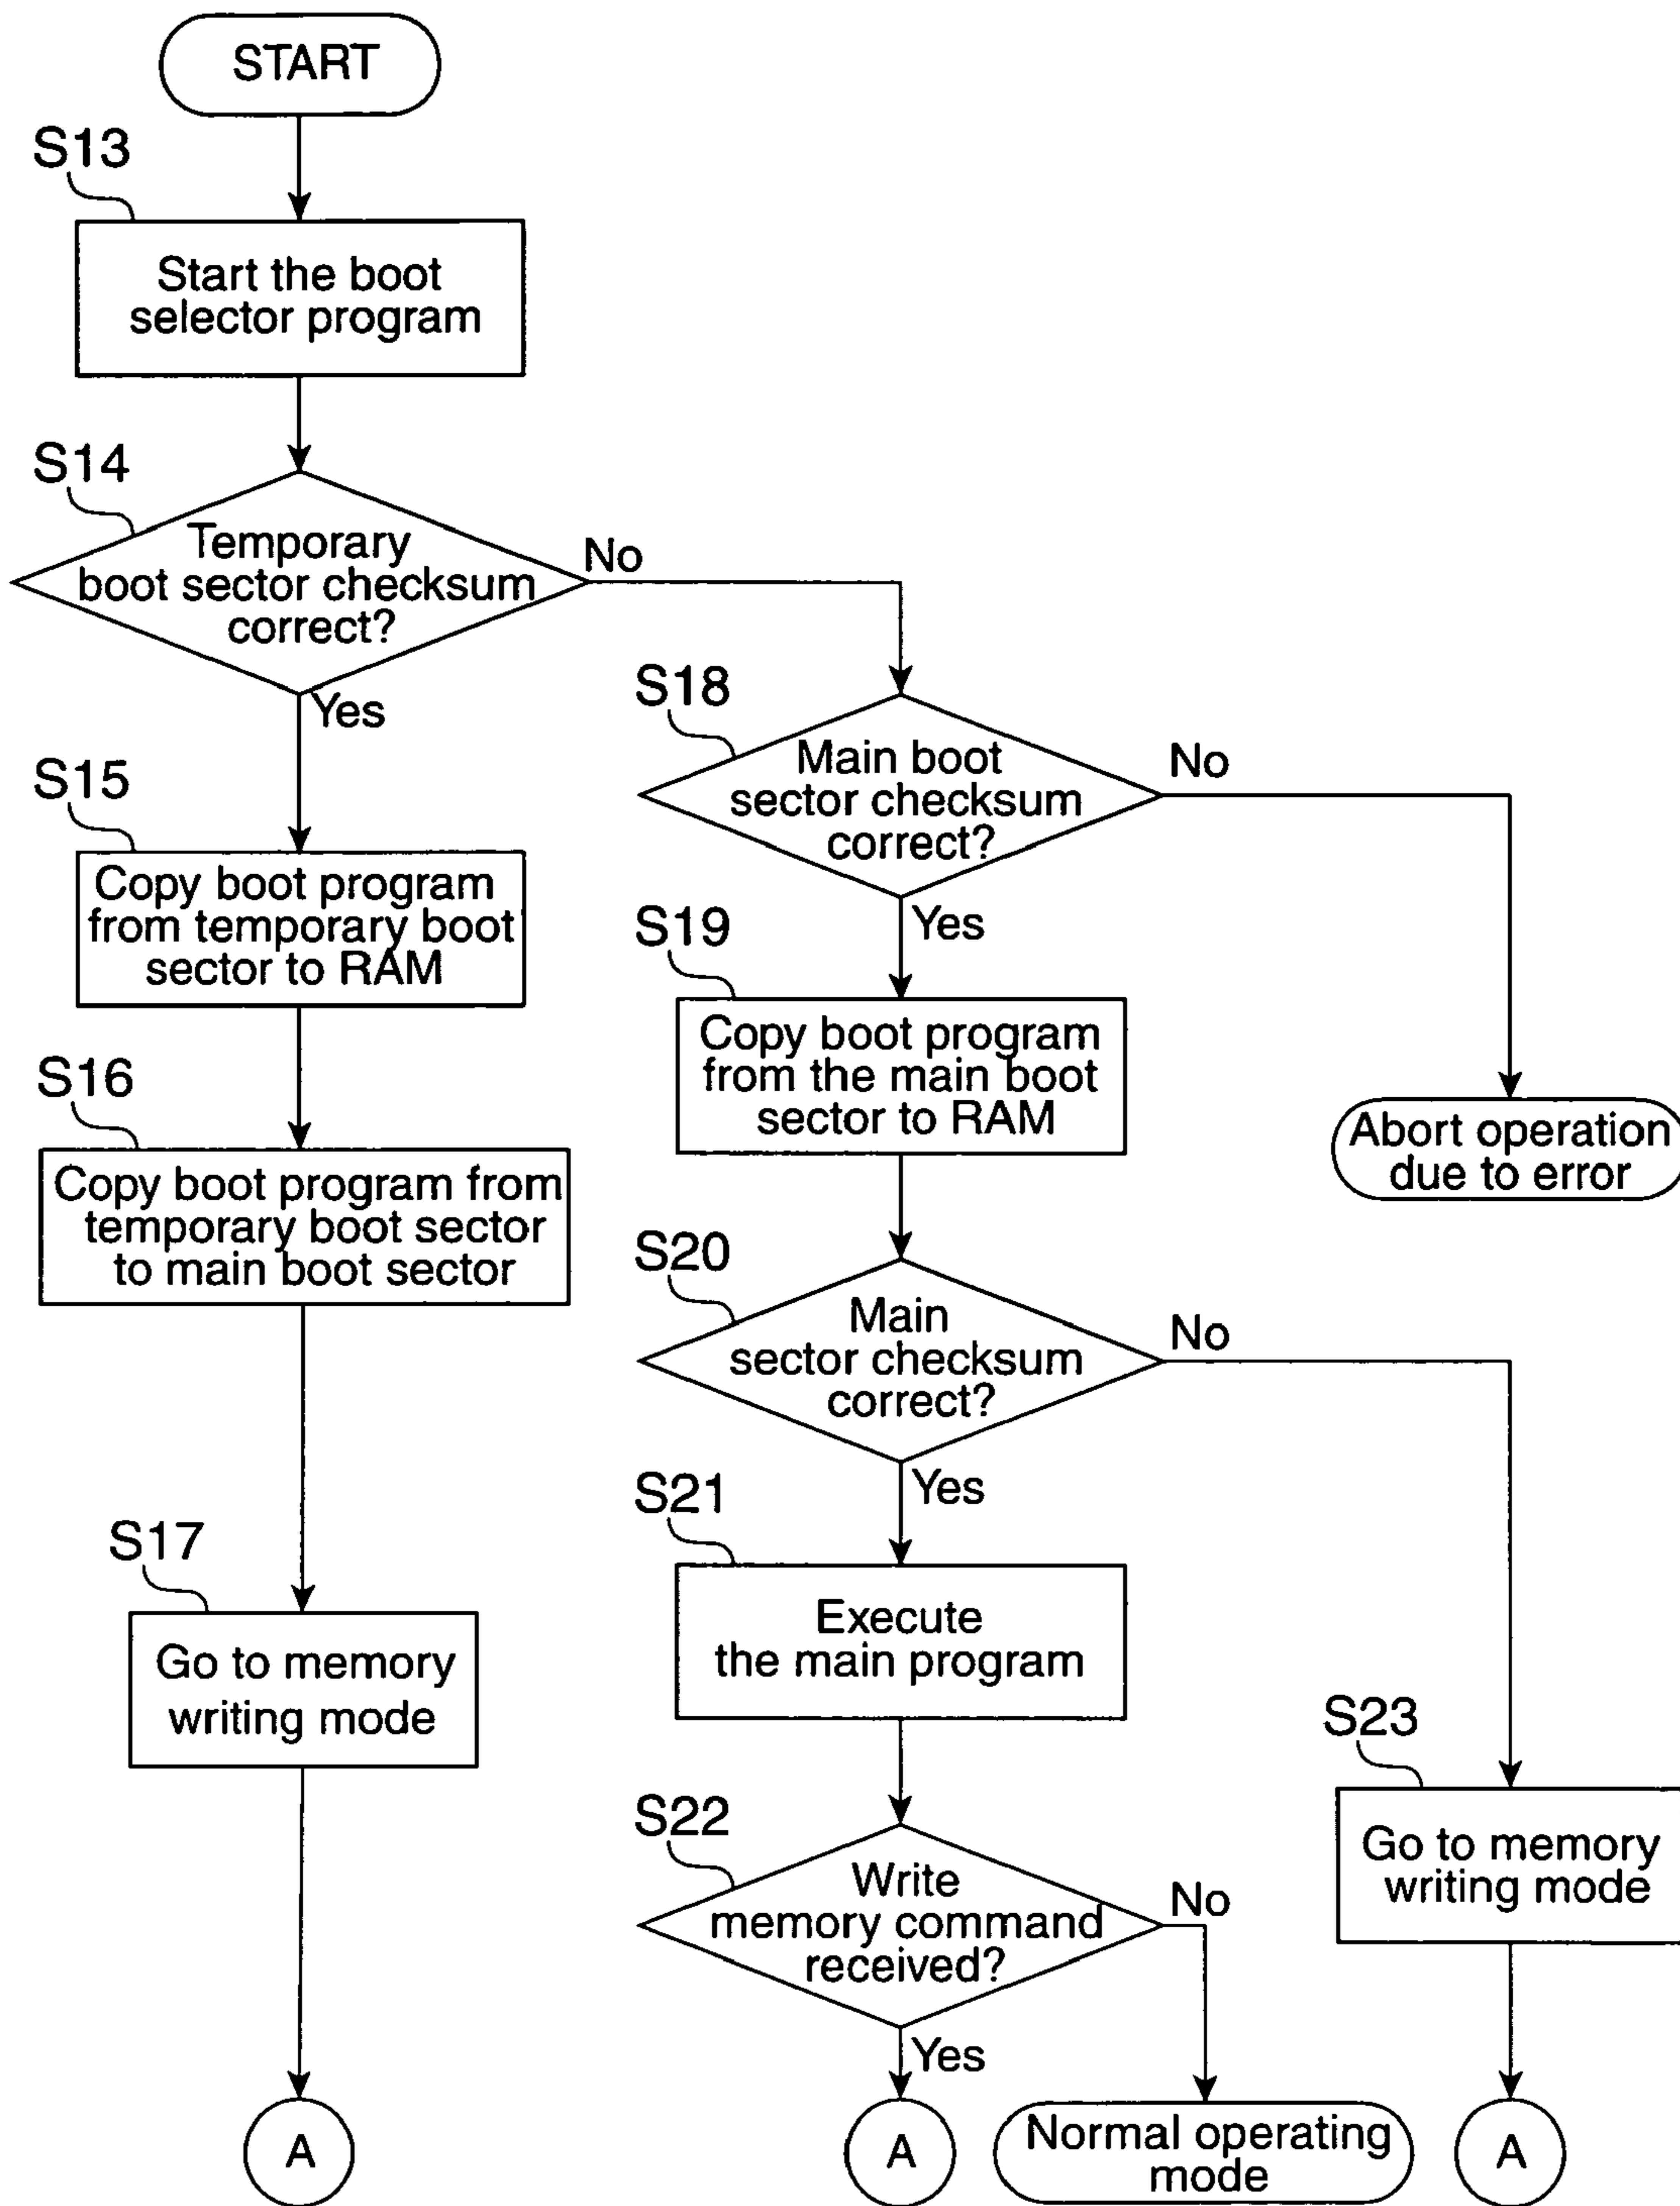 START
S13
Start the boot
selector program
S14
Temporary
boot sector checksum
correct?
No
Yes
S15
Copy boot program
from temporary boot
sector to RAM
S16
Copy boot program from
temporary boot sector
to main boot sector
S17
Go to memory
writing mode
A
S18
Main boot
sector checksum
correct?
No
Yes
Abort operation
due to error
S19
Copy boot program
from the main boot
sector to RAM
S20
Main
sector checksum
correct?
No
Yes
S21
Execute
the main program
S22
Write
memory command
received?
No
Yes
A
Normal operating
mode
S23
Go to memory
writing mode
A